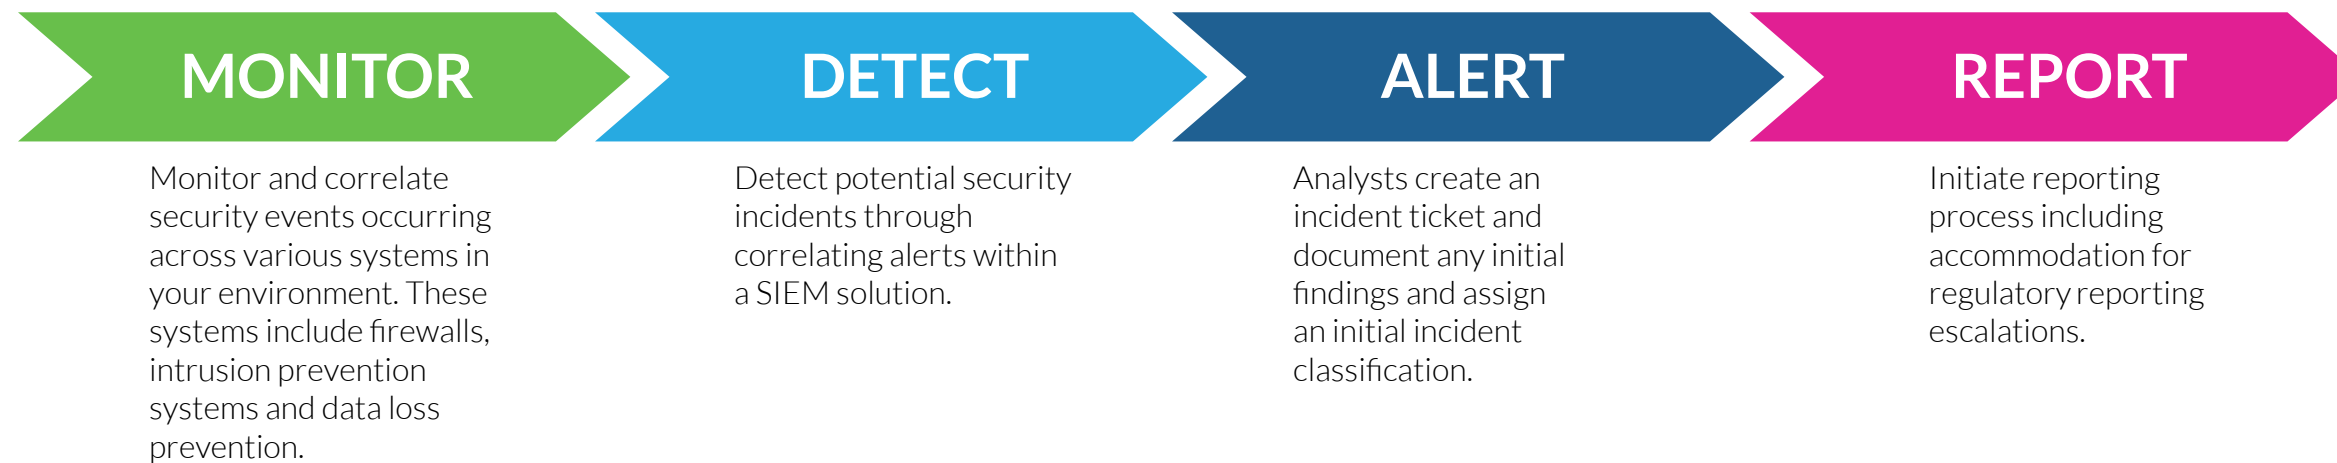 MONITOR
Monitor and correlate
security events occurring
across various systems in
your environment. These
systems include firewalls,
intrusion prevention
systems and data loss
prevention.
DETECT
Detect potential security
incidents through
correlating alerts within
a SIEM solution.
ALERT
Analysts create an
incident ticket and
document any initial
findings and assign
an initial incident
classification.
REPORT
Initiate reporting
process including
accommodation for
regulatory reporting
escalations.